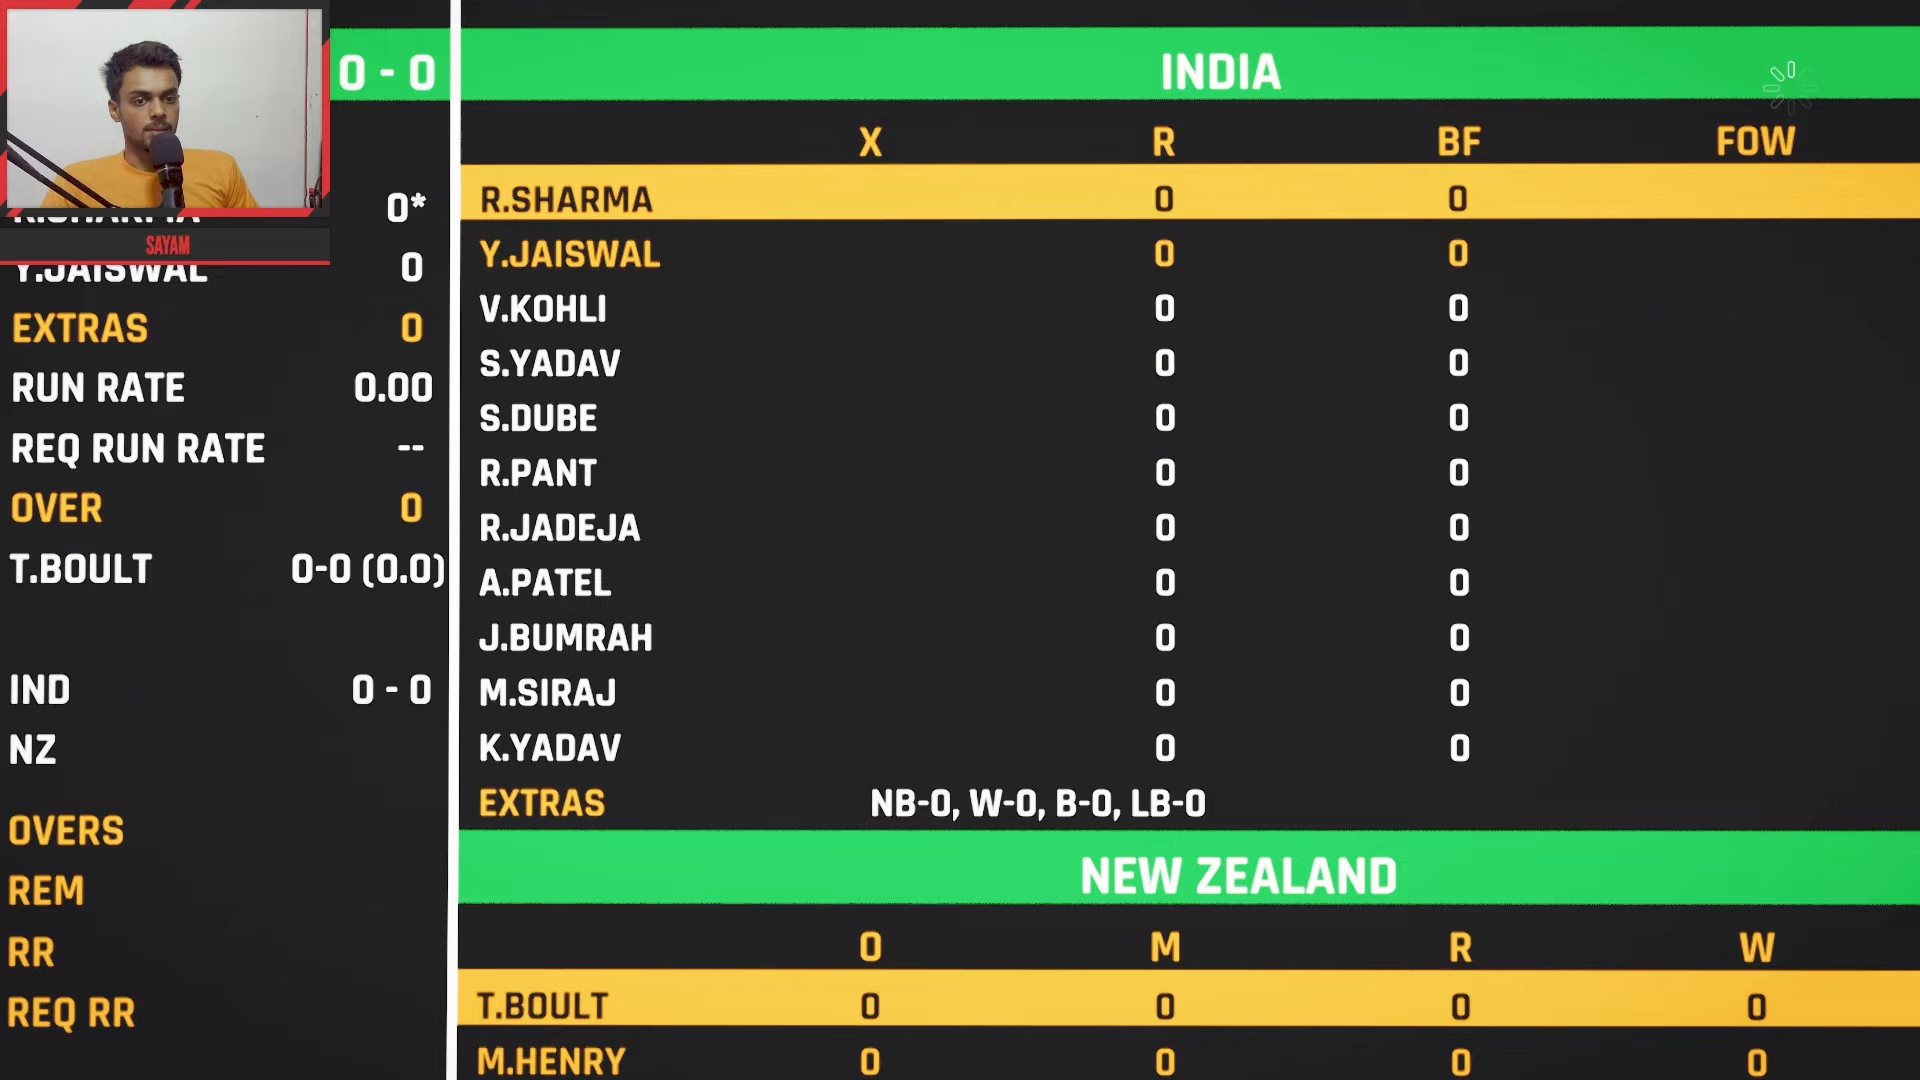 0 - 0
R.SHARMA 0*
SAYAM
Y.JAISWAL 0
EXTRAS 0
RUN RATE 0.00
REQ RUN RATE --
OVER 0
T.BOULT 0-0 (0.0)
IND 0 - 0
NZ
OVERS
REM
RR
REQ RR
INDIA
X R BF FOW
R.SHARMA 0 0
Y.JAISWAL 0 0
V.KOHLI 0 0
S.YADAV 0 0
S.DUBE 0 0
R.PANT 0 0
R.JADEJA 0 0
A.PATEL 0 0
J.BUMRAH 0 0
M.SIRAJ 0 0
K.YADAV 0 0
EXTRAS NB-0, W-0, B-0, LB-0
NEW ZEALAND
O M R W
T.BOULT 0 0 0 0
M.HENRY 0 0 0 0